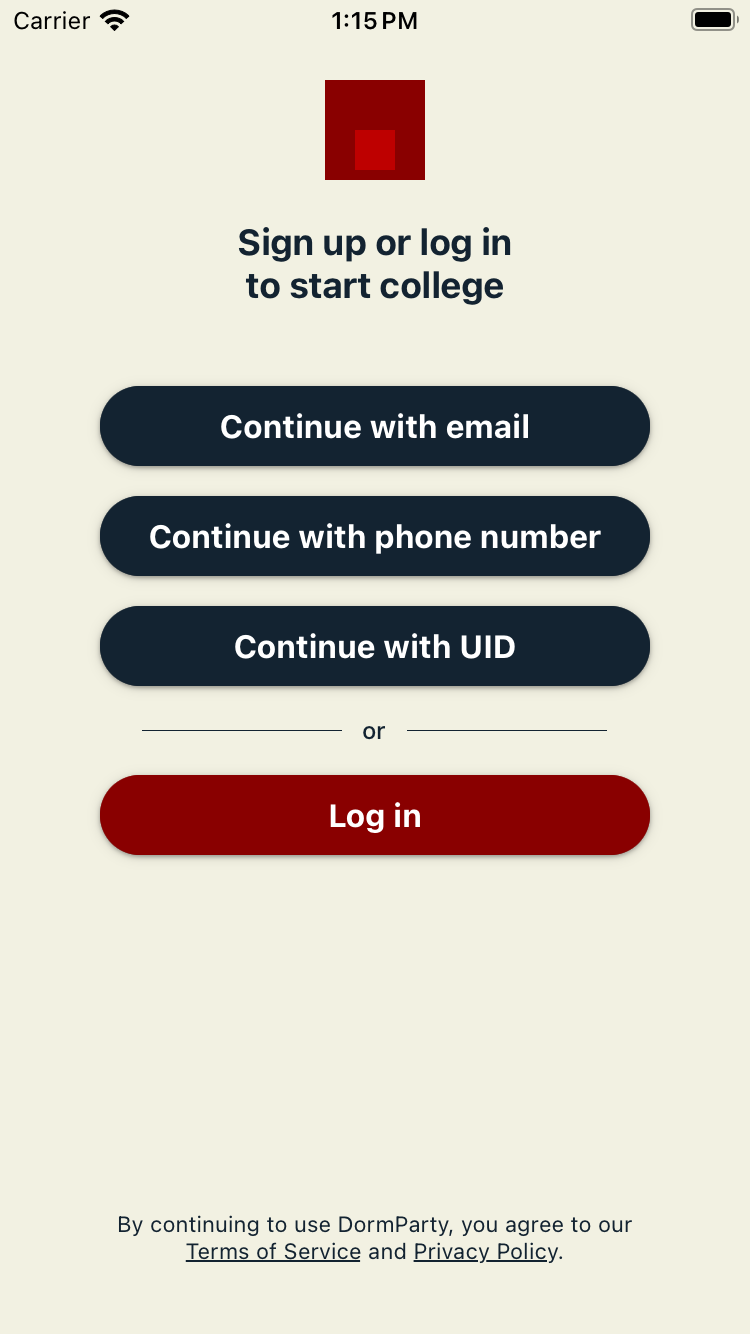 Carrier 1:15 PM
Sign up or log in
to start college
Continue with email
Continue with phone number
Continue with UID
or
Log in
By continuing to use DormParty, you agree to our
Terms of Service and Privacy Policy.